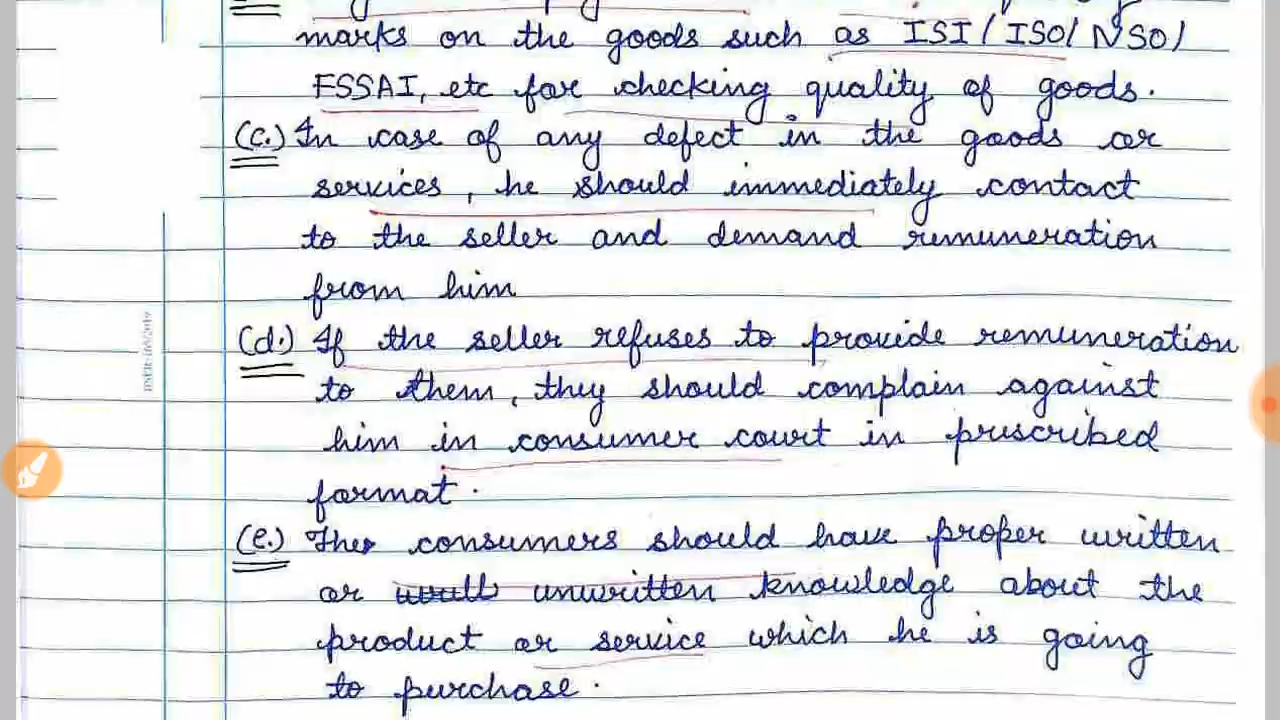 marks on the goods such as ISI/ISO/NSO/
FSSAI, etc for checking quality of goods.
(c.) In case of any defect in the goods or
services, he should immediately contact
to the seller and demand remuneration
from him
(d.) If the seller refuses to provide remuneration
to them, they should complain against
him in consumer court in prescribed
format.
(e.) The consumers should have proper written
or unwritten knowledge about the
product or service which he is going
to purchase.